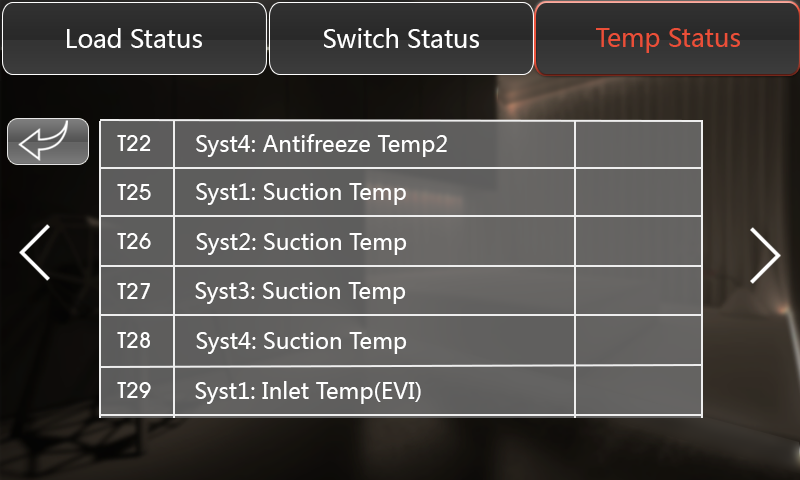 Load Status
Switch Status
Temp Status
T22 Syst4: Antifreeze Temp2
T25 Syst1: Suction Temp
T26 Syst2: Suction Temp
T27 Syst3: Suction Temp
T28 Syst4: Suction Temp
T29 Syst1: Inlet Temp(EVI)